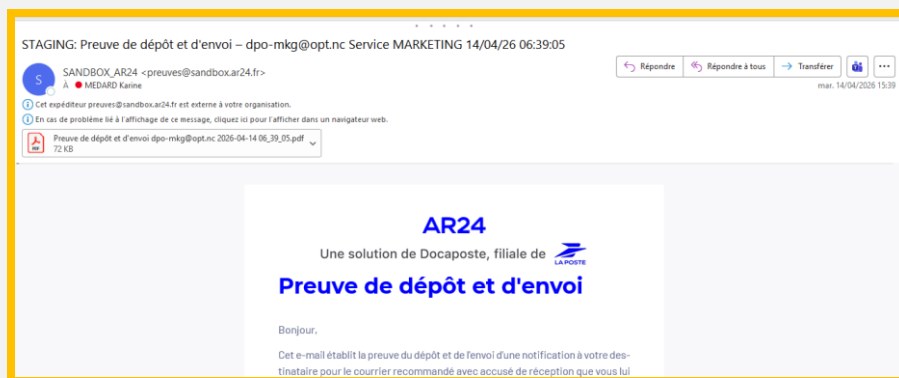 STAGING: Preuve de dépôt et d'envoi – dpo-mkg@opt.nc Service MARKETING 14/04/26 06:39:05
S
SANDBOX_AR24 <preuves@sandbox.ar24.fr>
À MEDARD Karine
Répondre
Répondre à tous
Transférer
mar. 14/04/2026 15:39
Cet expéditeur preuves@sandbox.ar24.fr est externe à votre organisation.
En cas de problème lié à l'affichage de ce message, cliquez ici pour l'afficher dans un navigateur web.
PDF
Preuve de dépôt et d'envoi dpo-mkg@opt.nc 2026-04-14 06_39_05.pdf
72 KB
AR24
Une solution de Docaposte, filiale de LA POSTE
Preuve de dépôt et d'envoi
Bonjour,
Cet e-mail établit la preuve du dépôt et de l'envoi d'une notification à votre des-
tinataire pour le courrier recommandé avec accusé de réception que vous lui